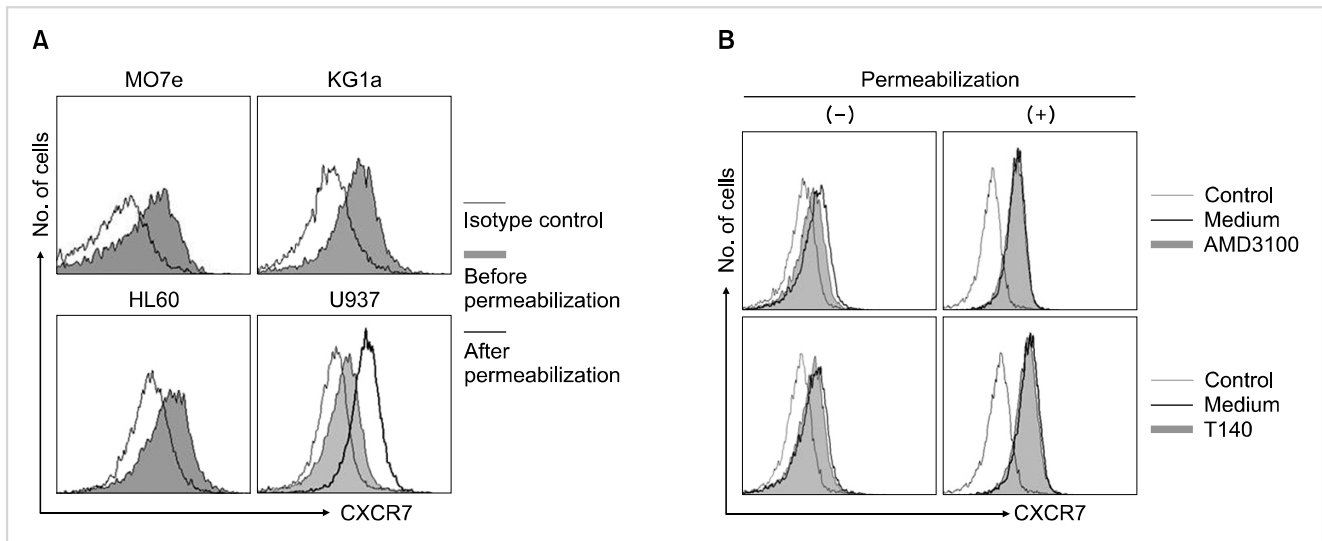 A
MO7e
KG1a
No. of cells
HL60
U937
CXCR7
Isotype control
Before
permeabilization
After
permeabilization
B
Permeabilization
(−)
(+)
No. of cells
CXCR7
Control
Medium
AMD3100
Control
Medium
T140